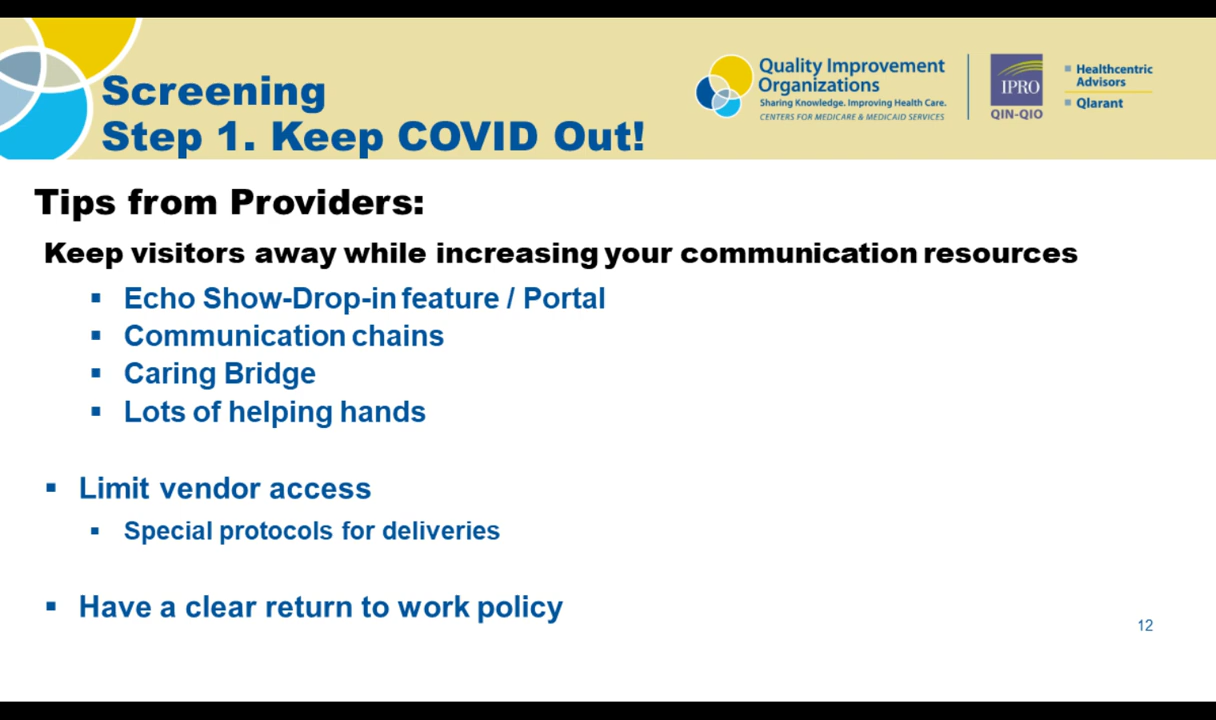 Screening
Step 1. Keep COVID Out!
Quality Improvement
Organizations
Sharing Knowledge. Improving Health Care.
CENTERS FOR MEDICARE & MEDICAID SERVICES
IPRO
QIN-QIO
▪ Healthcentric
Advisors
▪ Qlarant
Tips from Providers:
Keep visitors away while increasing your communication resources
▪ Echo Show-Drop-in feature / Portal
▪ Communication chains
▪ Caring Bridge
▪ Lots of helping hands
▪ Limit vendor access
▪ Special protocols for deliveries
▪ Have a clear return to work policy
12